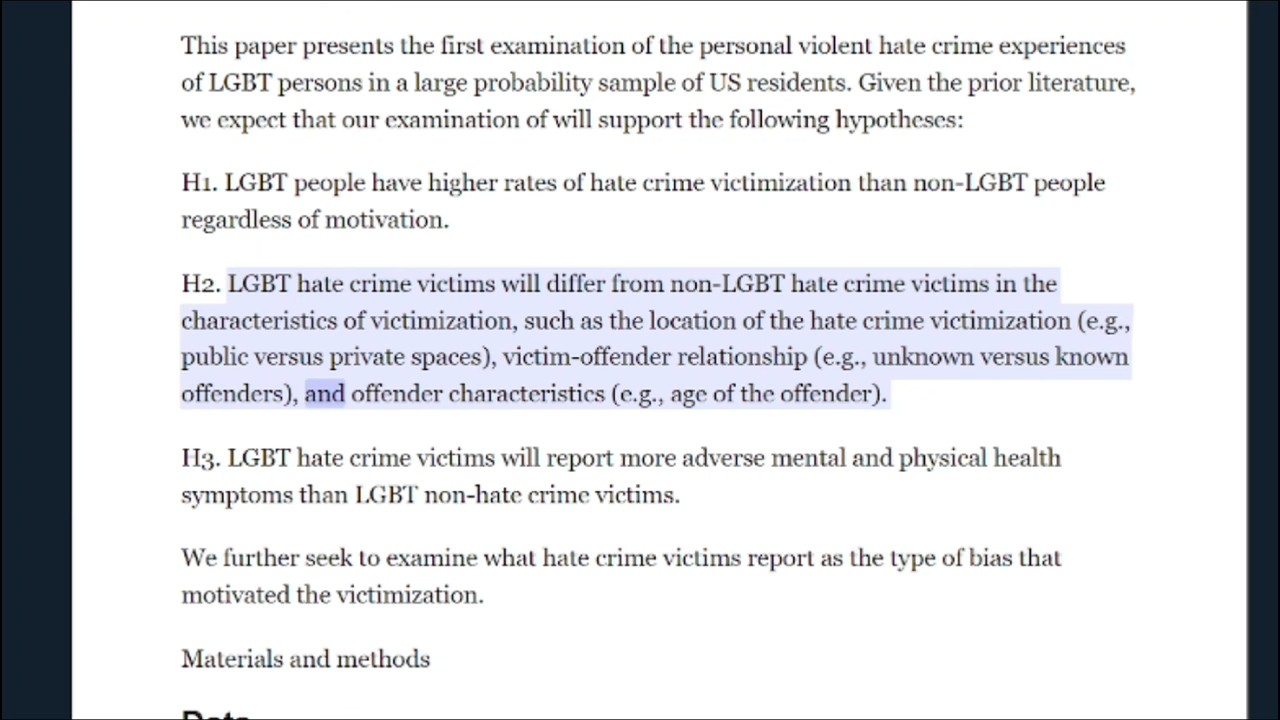 This paper presents the first examination of the personal violent hate crime experiences
of LGBT persons in a large probability sample of US residents. Given the prior literature,
we expect that our examination of will support the following hypotheses:
H1. LGBT people have higher rates of hate crime victimization than non-LGBT people
regardless of motivation.
H2. LGBT hate crime victims will differ from non-LGBT hate crime victims in the
characteristics of victimization, such as the location of the hate crime victimization (e.g.,
public versus private spaces), victim-offender relationship (e.g., unknown versus known
offenders), and offender characteristics (e.g., age of the offender).
H3. LGBT hate crime victims will report more adverse mental and physical health
symptoms than LGBT non-hate crime victims.
We further seek to examine what hate crime victims report as the type of bias that
motivated the victimization.
Materials and methods